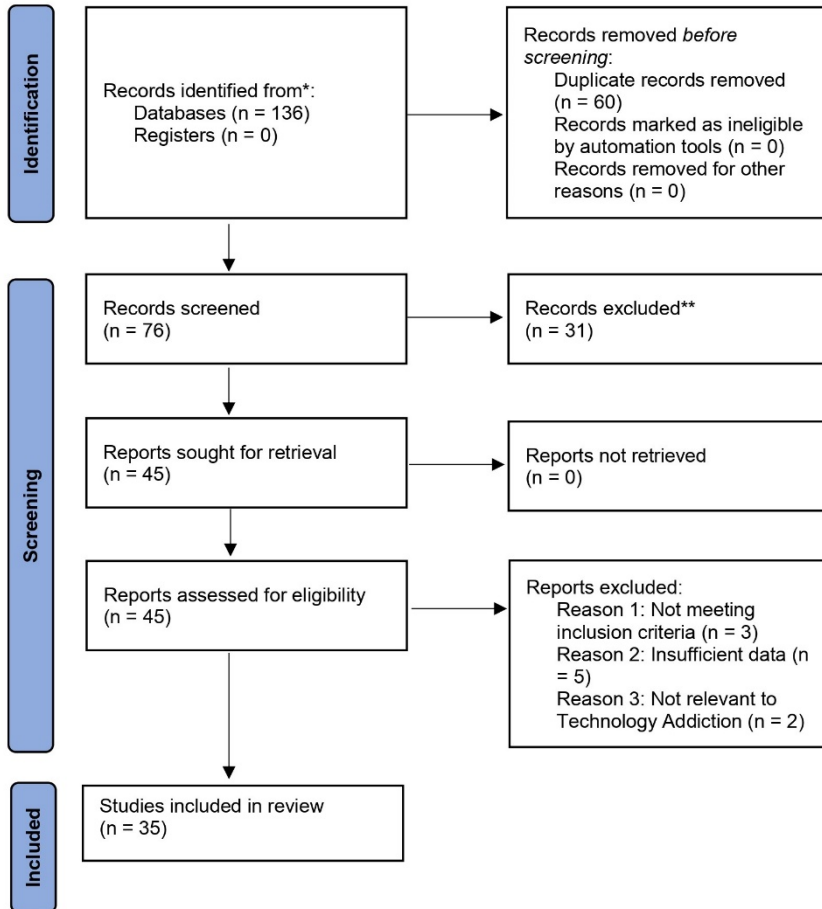 Identification
Records identified from*:
Databases (n = 136)
Registers (n = 0)
Records removed before
screening:
Duplicate records removed
(n = 60)
Records marked as ineligible
by automation tools (n = 0)
Records removed for other
reasons (n = 0)
Screening
Records screened
(n = 76)
Records excluded**
(n = 31)
Reports sought for retrieval
(n = 45)
Reports not retrieved
(n = 0)
Reports assessed for eligibility
(n = 45)
Reports excluded:
Reason 1: Not meeting
inclusion criteria (n = 3)
Reason 2: Insufficient data (n
= 5)
Reason 3: Not relevant to
Technology Addiction (n = 2)
Included
Studies included in review
(n = 35)